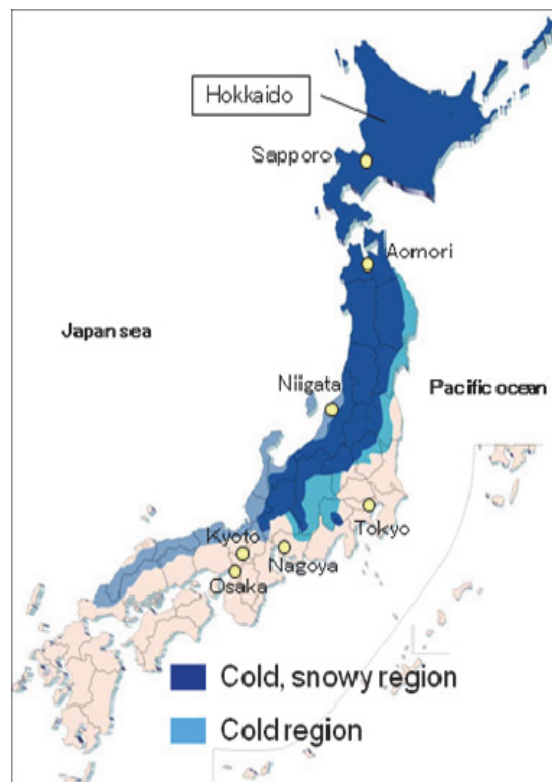 Hokkaido
Sapporo
Aomori
Japan sea
Niigata
Pacific ocean
Tokyo
Kyoto
Nagoya
Osaka
Cold, snowy region
Cold region